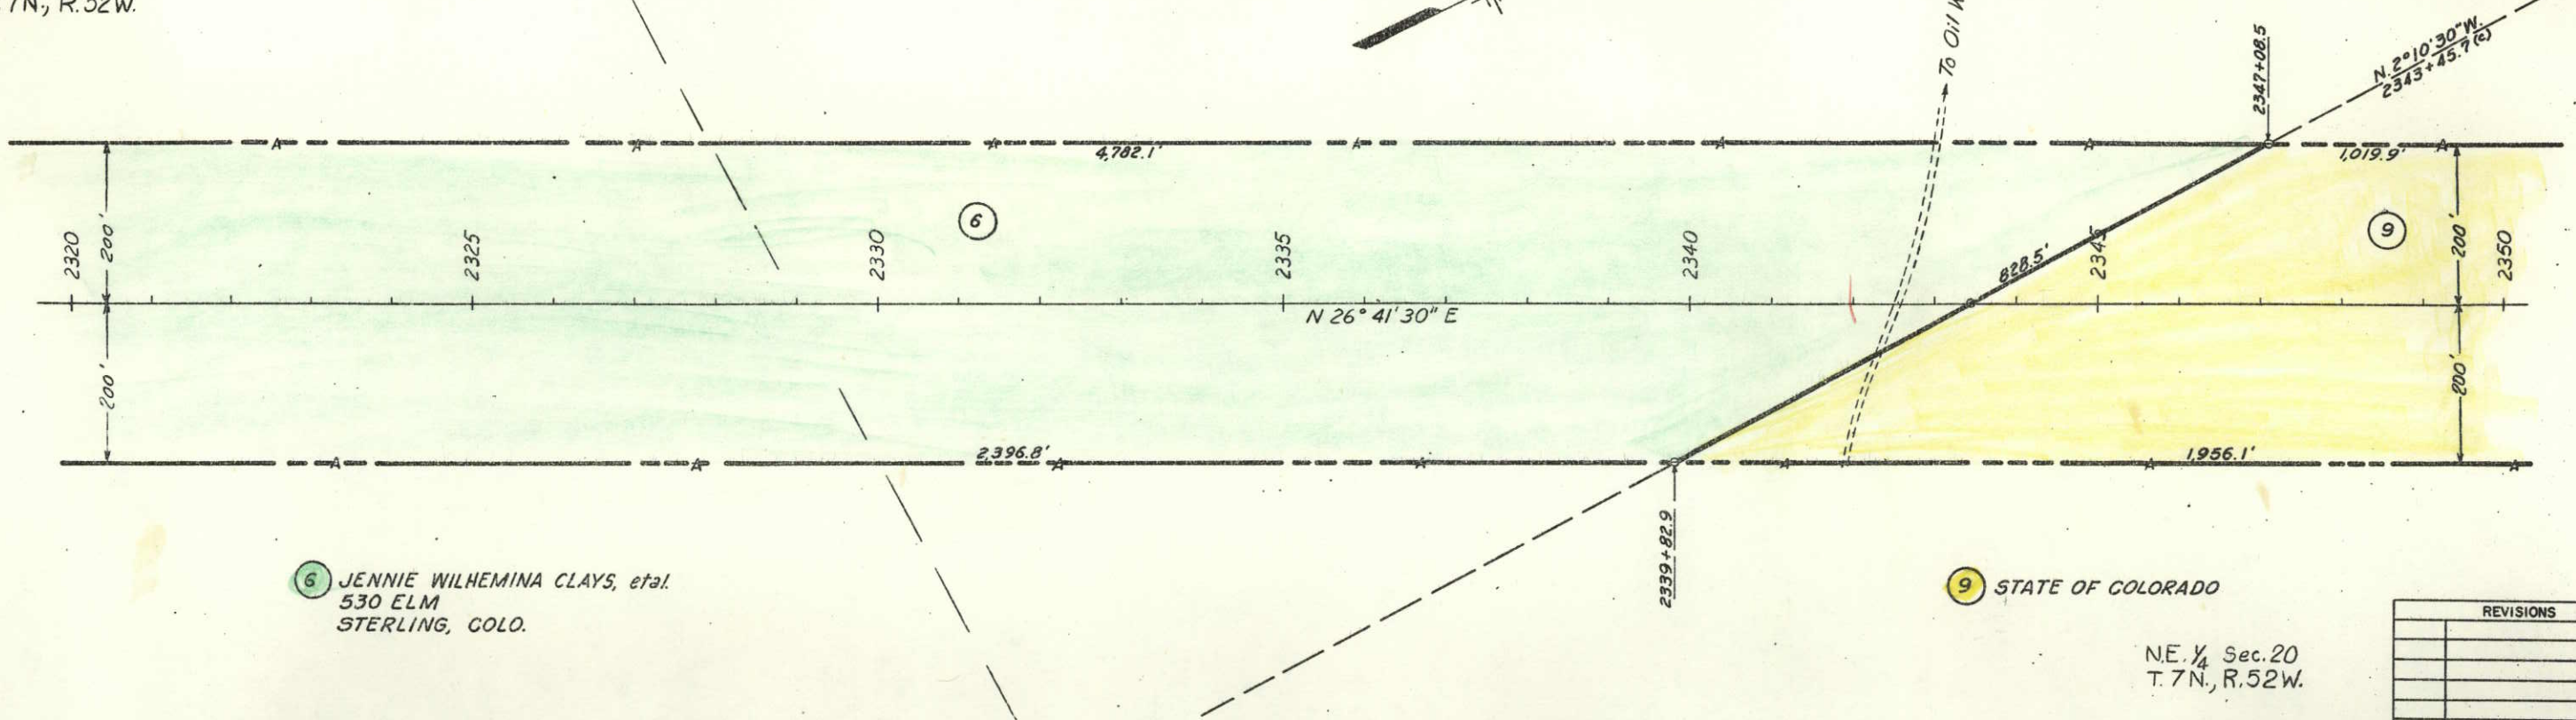 7N., R.52W.
To Oil W
2347+08.5
N. 2°10'30"W.
2343+45.7(c)
4,782.1'
1,019.9'
6
9
2320
200'
2325
2330
2335
2340
828.5'
2345
200'
2350
N 26° 41' 30" E
200'
200'
2,396.8'
1,956.1'
2339+82.9
6 JENNIE WILHEMINA CLAYS, etal.
530 ELM
STERLING, COLO.
9 STATE OF COLORADO
REVISIONS
N.E. 1/4 Sec. 20
T. 7N., R.52W.